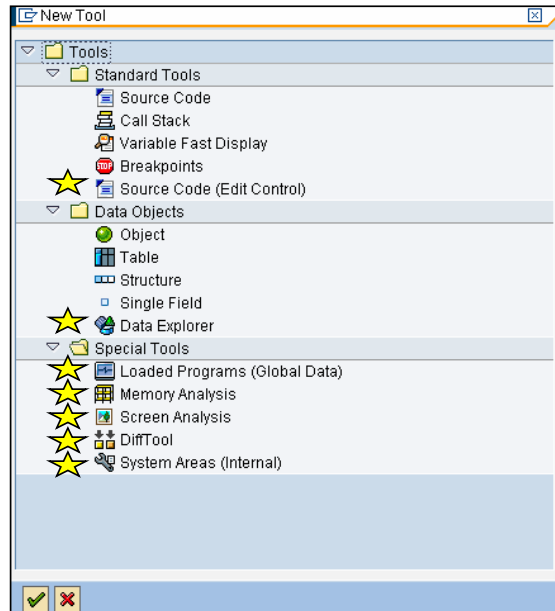 New Tool
Tools
Standard Tools
Source Code
Call Stack
Variable Fast Display
STOP Breakpoints
Source Code (Edit Control)
Data Objects
Object
Table
Structure
Single Field
Data Explorer
Special Tools
Loaded Programs (Global Data)
Memory Analysis
Screen Analysis
DiffTool
System Areas (Internal)